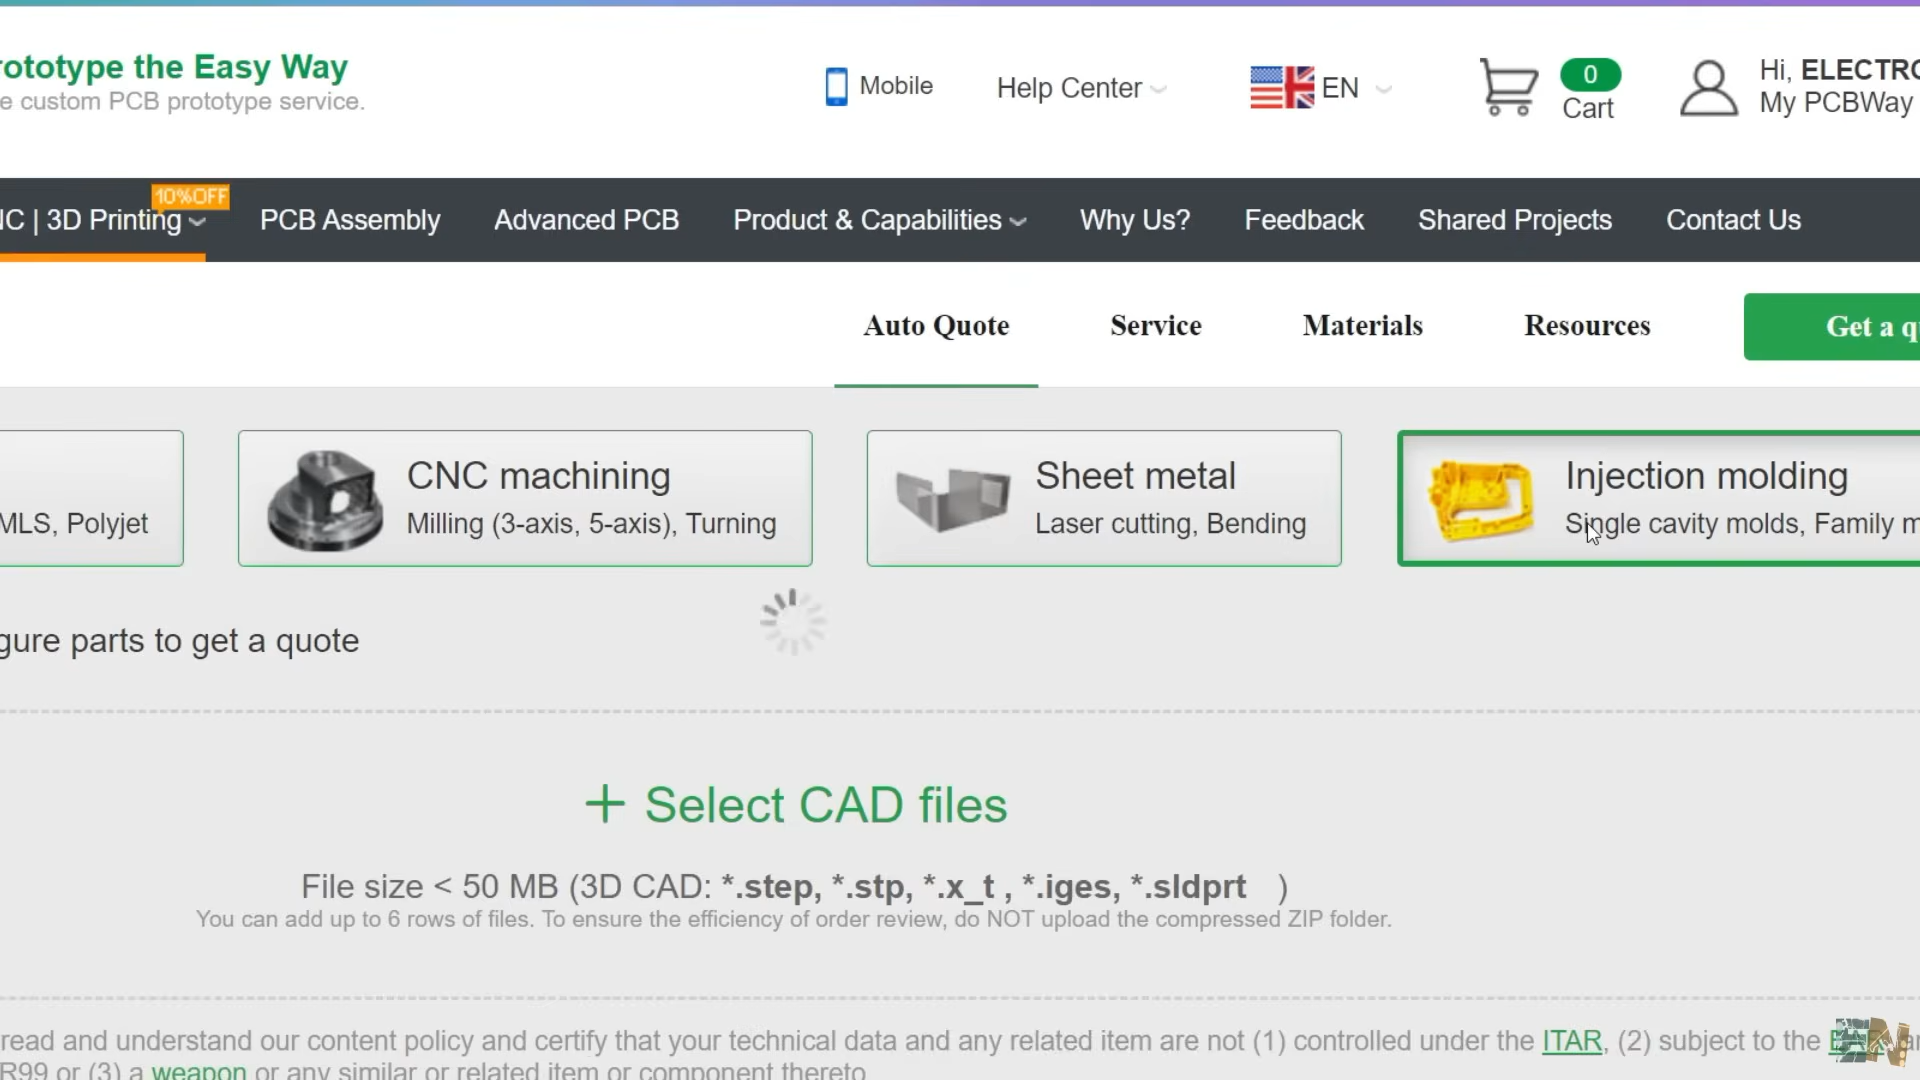 rototype the Easy Way
e custom PCB prototype service.
Mobile
Help Center
EN
0
Cart
Hi, ELECTRO
My PCBWay
10%OFF
NC | 3D Printing
PCB Assembly
Advanced PCB
Product & Capabilities
Why Us?
Feedback
Shared Projects
Contact Us
Auto Quote
Service
Materials
Resources
Get a qu
MLS, Polyjet
CNC machining
Milling (3-axis, 5-axis), Turning
Sheet metal
Laser cutting, Bending
Injection molding
Single cavity molds, Family m
gure parts to get a quote
+ Select CAD files
File size < 50 MB (3D CAD: *.step, *.stp, *.x_t , *.iges, *.sldprt )
You can add up to 6 rows of files. To ensure the efficiency of order review, do NOT upload the compressed ZIP folder.
read and understand our content policy and certify that your technical data and any related item are not (1) controlled under the ITAR, (2) subject to the
R99 or (3) a weapon or any similar or related item or component thereto